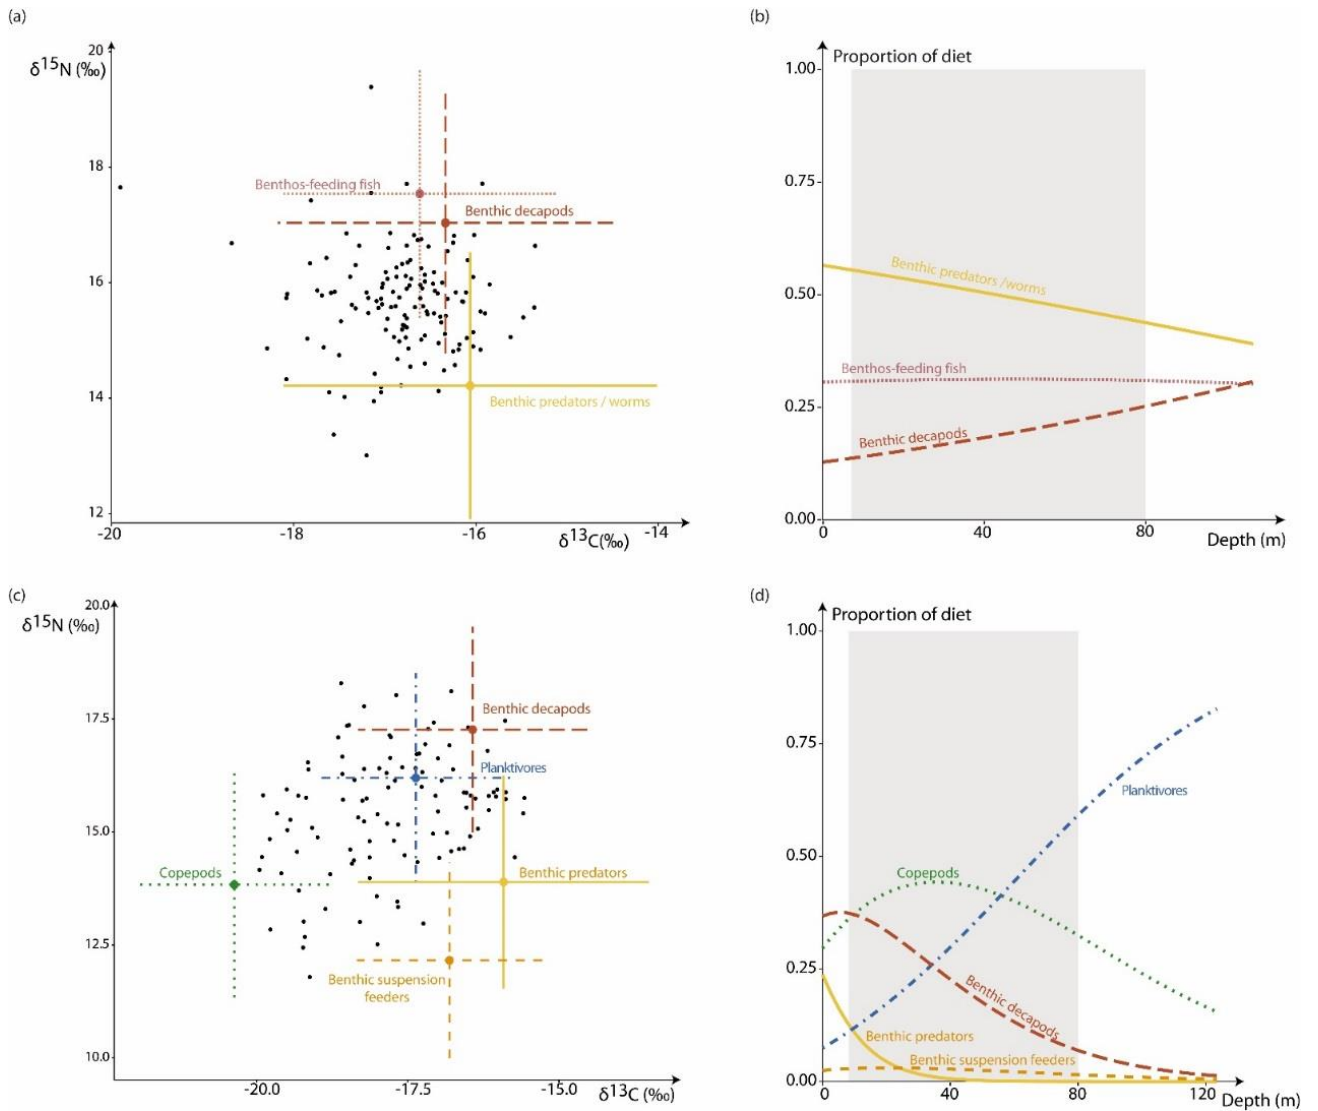 (a)
20
δ15N (‰)
18
Benthos-feeding fish
Benthic decapods
16
14
Benthic predators / worms
12
-20
-18
-16
-14
δ13C(‰)
(b)
Proportion of diet
1.00
0.75
Benthic predators /worms
0.50
Benthos-feeding fish
0.25
Benthic decapods
0.00
0
40
80
Depth (m)
(c)
20.0
δ15N (‰)
Benthic decapods
17.5
Planktivores
15.0
Copepods
Benthic predators
12.5
Benthic suspension
feeders
10.0
-20.0
-17.5
-15.0
δ13C (‰)
(d)
Proportion of diet
1.00
0.75
Planktivores
0.50
Copepods
0.25
Benthic decapods
Benthic predators
Benthic suspension feeders
0.00
0
40
80
120
Depth (m)